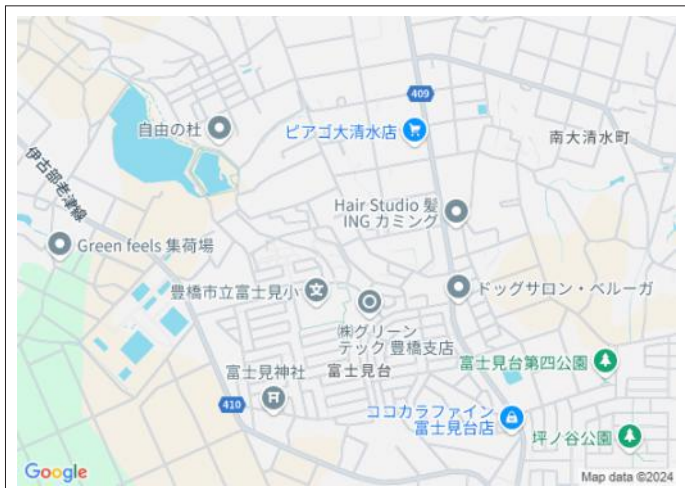 409
自由の杜
ピアゴ大清水店
南大清水町
伊古部老津線
Hair Studio 髪
ING カミング
Green feels 集荷場
豊橋市立富士見小
ドッグサロン・ベルーガ
㈱グリーン
テック 豊橋支店
富士見台第四公園
富士見台
富士見神社
410
ココカラファイン
富士見台店
坪ノ谷公園
Google
Map data ©2024